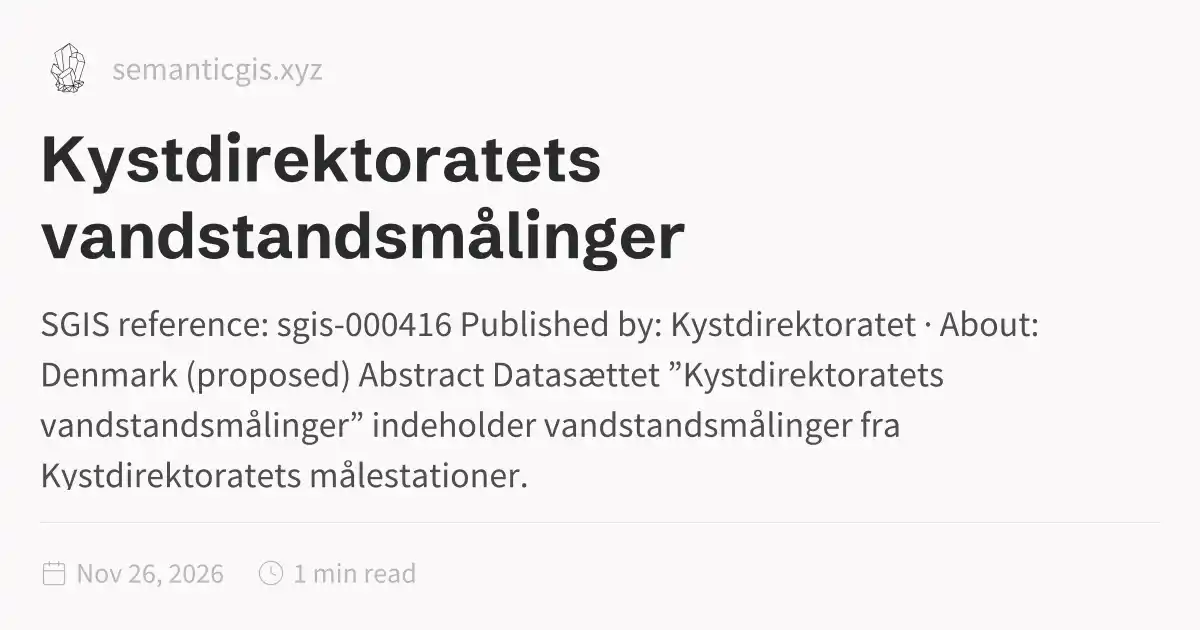 semanticgis.xyz
Kystdirektoratets
vandstandsmålinger
SGIS reference: sgis-000416 Published by: Kystdirektoratet · About:
Denmark (proposed) Abstract Datasættet ”Kystdirektoratets
vandstandsmålinger” indeholder vandstandsmålinger fra
Kystdirektoratets målestationer.
Nov 26, 2026 1 min read